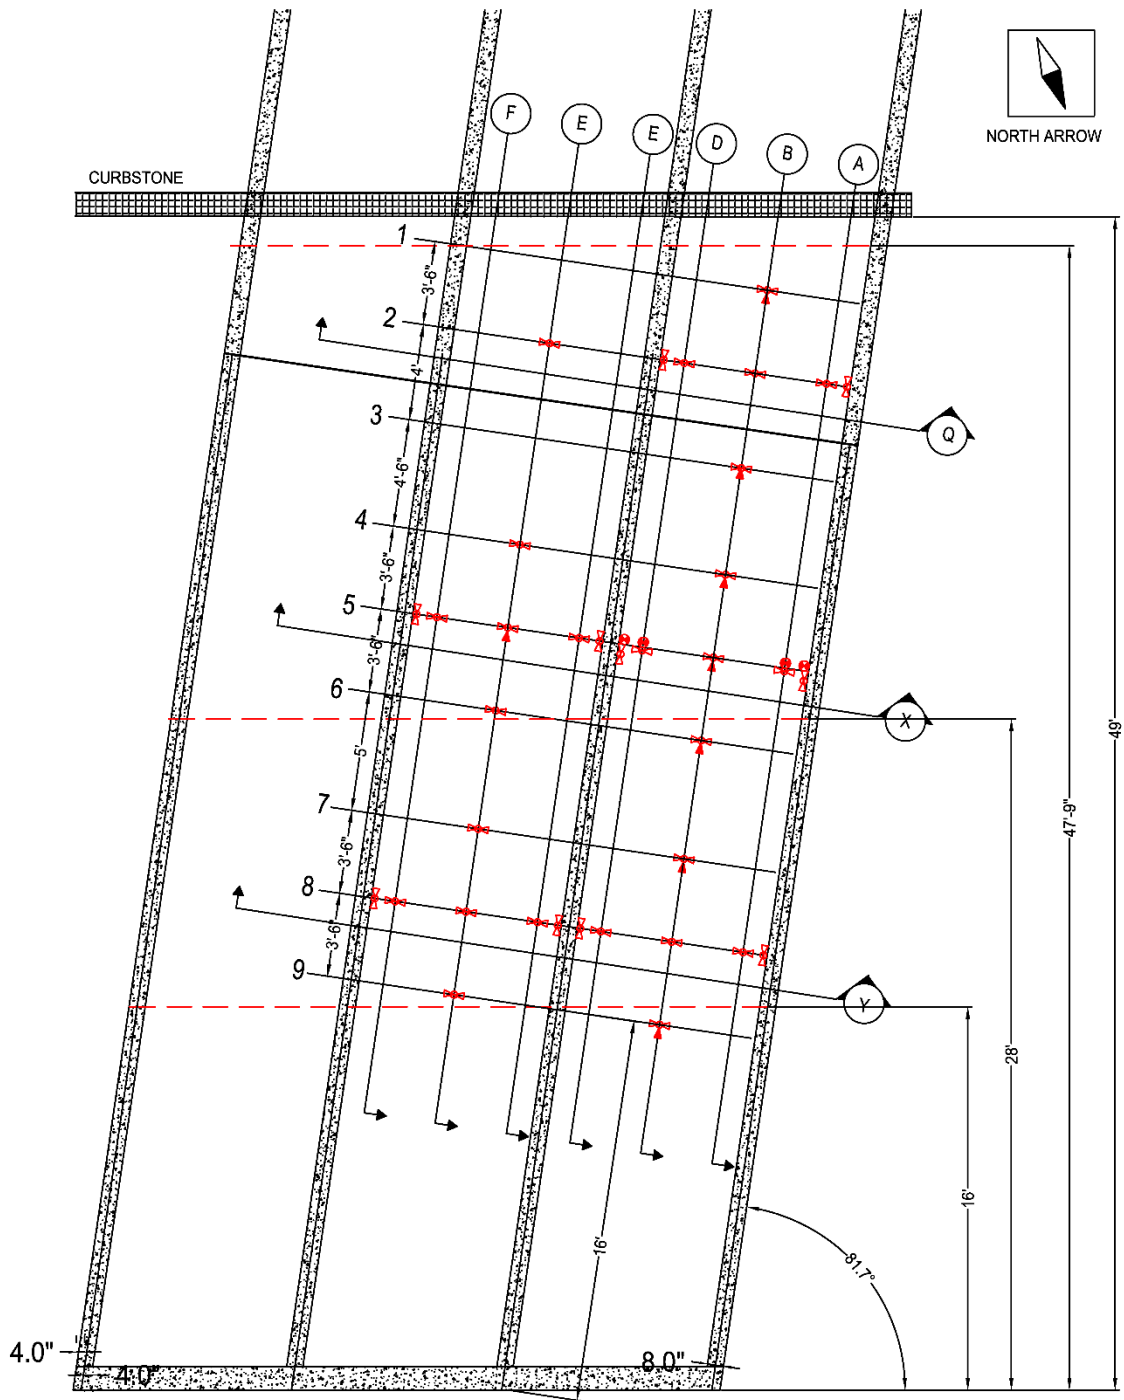 F
E
E
D
B
A
NORTH ARROW
CURBSTONE
1
3'-6"
2
4'
3
Q
4'-6"
4
3'-6"
5
3'-6"
6
X
5'
49'
47'-9"
7
3'-6"
8
3'-6"
9
Y
28'
16'
16'
81.7°
4.0"
4.0"
8.0"